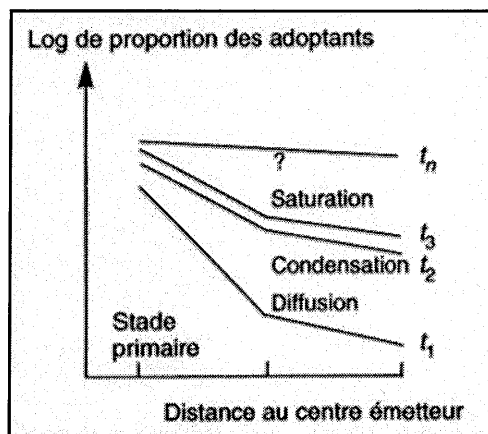 Log de proportion des adoptants
?
t_n
Saturation
t_3
Condensation t_2
Diffusion
Stade
primaire
t_1
Distance au centre émetteur